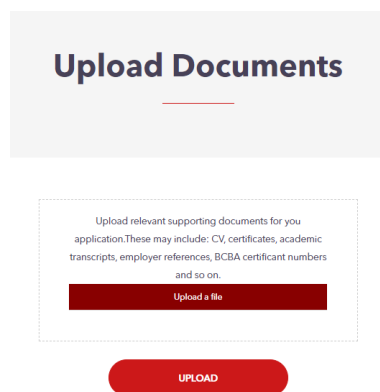 Upload Documents
Upload relevant supporting documents for you
application.These may include: CV, certificates, academic
transcripts, employer references, BCBA certificant numbers
and so on.
Upload a file
UPLOAD